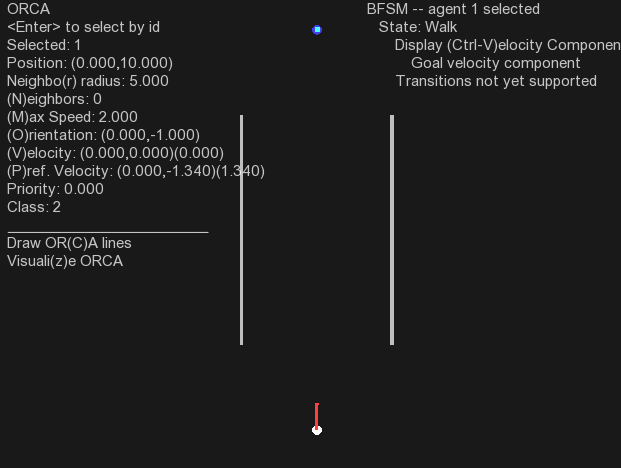 ORCA
<Enter> to select by id
Selected: 1
Position: (0.000,10.000)
Neighbo(r) radius: 5.000
(N)eighbors: 0
(M)ax Speed: 2.000
(O)rientation: (0.000,-1.000)
(V)elocity: (0.000,0.000)(0.000)
(P)ref. Velocity: (0.000,-1.340)(1.340)
Priority: 0.000
Class: 2
Draw OR(C)A lines
Visuali(z)e ORCA
BFSM -- agent 1 selected
State: Walk
Display (Ctrl-V)elocity Componen
Goal velocity component
Transitions not yet supported